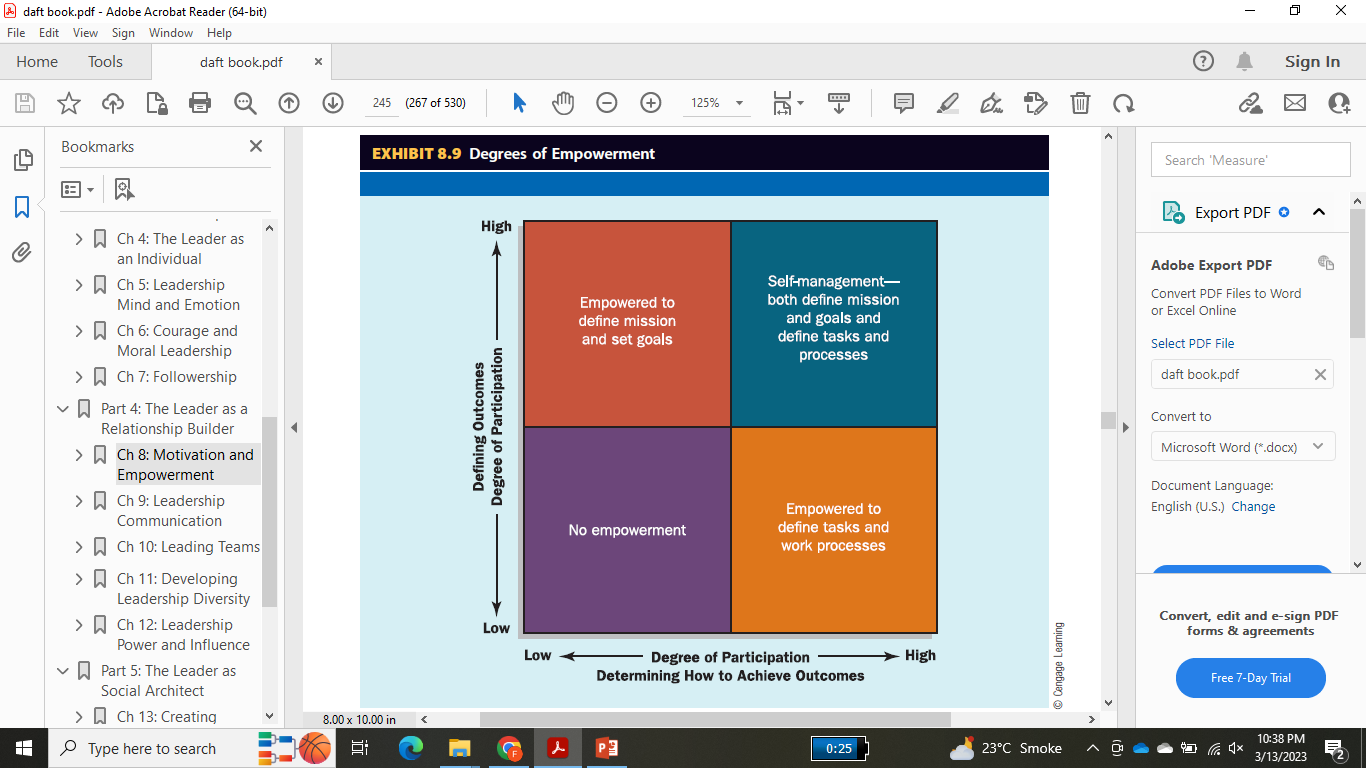 daft book.pdf - Adobe Acrobat Reader (64-bit)
File Edit View Sign Window Help
Home Tools daft book.pdf × Sign In
245 (267 of 530) 125%
Bookmarks
Ch 4: The Leader as
an Individual
Ch 5: Leadership
Mind and Emotion
Ch 6: Courage and
Moral Leadership
Ch 7: Followership
Part 4: The Leader as a
Relationship Builder
Ch 8: Motivation and
Empowerment
Ch 9: Leadership
Communication
Ch 10: Leading Teams
Ch 11: Developing
Leadership Diversity
Ch 12: Leadership
Power and Influence
Part 5: The Leader as
Social Architect
Ch 13: Creating
EXHIBIT 8.9 Degrees of Empowerment
High
Defining Outcomes
Degree of Participation
Low
Empowered to
define mission
and set goals
Self-management—
both define mission
and goals and
define tasks and
processes
No empowerment
Empowered to
define tasks and
work processes
Low Degree of Participation High
Determining How to Achieve Outcomes
© Cengage Learning
8.00 x 10.00 in
Search 'Measure'
Export PDF
Adobe Export PDF
Convert PDF Files to Word
or Excel Online
Select PDF File
daft book.pdf
Convert to
Microsoft Word (*.docx)
Document Language:
English (U.S.) Change
Convert, edit and e-sign PDF
forms & agreements
Free 7-Day Trial
Type here to search
0:25
23°C Smoke
10:38 PM
3/13/2023
2